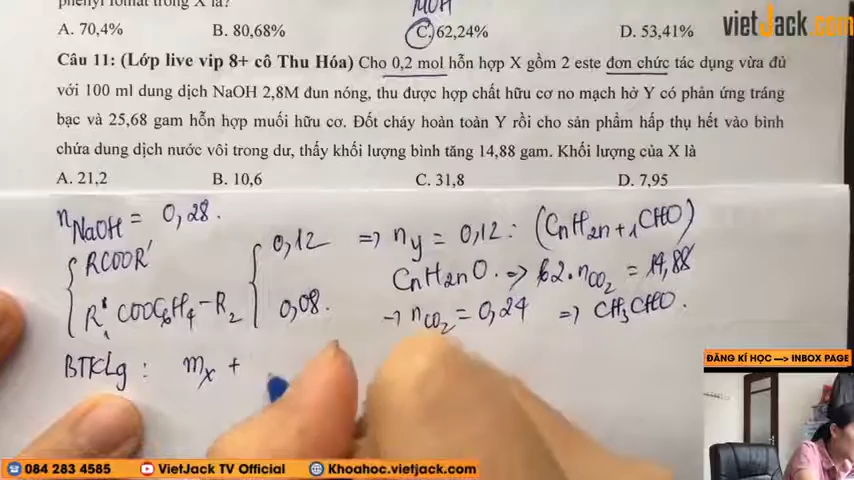 phenyl fomat trong X là?
MOH
vietJack.com
A. 70,4% B. 80,68% C. 62,24% D. 53,41%
Câu 11: (Lớp live vip 8+ cô Thu Hóa) Cho 0,2 mol hỗn hợp X gồm 2 este đơn chức tác dụng vừa đủ
với 100 ml dung dịch NaOH 2,8M đun nóng, thu được hợp chất hữu cơ no mạch hở Y có phản ứng tráng
bạc và 25,68 gam hỗn hợp muối hữu cơ. Đốt cháy hoàn toàn Y rồi cho sản phẩm hấp thụ hết vào bình
chứa dung dịch nước vôi trong dư, thấy khối lượng bình tăng 14,88 gam. Khối lượng của X là
A. 21,2 B. 10,6 C. 31,8 D. 7,95
nNaOH = 0,28.
RCOOR' 0,12 => ny = 0,12 : (CnH2n+1CHO)
CnH2nO. => 62.nCO2 = 14,88
R1COOC6H4-R2 0,08. → nCO2 = 0,24 => CH3CHO.
BTKLg : mx +
ĐĂNG KÍ HỌC —> INBOX PAGE
084 283 4585 VietJack TV Official Khoahoc.vietjack.com